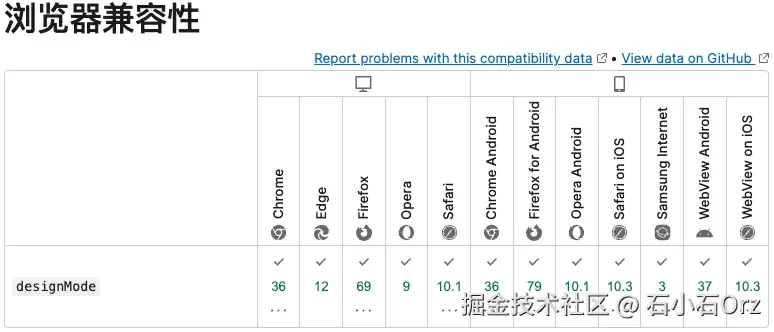 浏览器兼容性
Report problems with this compatibility data • View data on GitHub
Chrome
Edge
Firefox
Opera
Safari
Chrome Android
Firefox for Android
Opera Android
Safari on iOS
Samsung Internet
WebView Android
WebView on iOS
designMode
✓ ✓ ✓ ✓ ✓ ✓ ✓ ✓ ✓ ✓ ✓ ✓
36 12 69 9 10.1 36 79 10.1 10.3 3 37 10.3
... ... ... ...
掘金技术社区 @ 石小石Orz